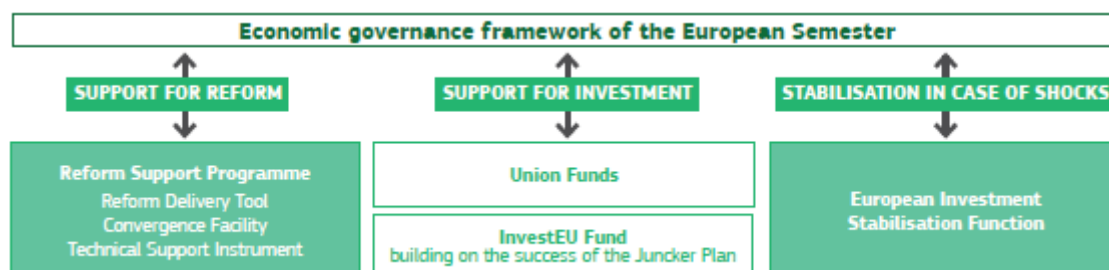 Economic governance framework of the European Semester
SUPPORT FOR REFORM
SUPPORT FOR INVESTMENT
STABILISATION IN CASE OF SHOCKS
Reform Support Programme
Reform Delivery Tool
Convergence Facility
Technical Support Instrument
Union Funds
InvestEU Fund
building on the success of the Juncker Plan
European Investment
Stabilisation Function